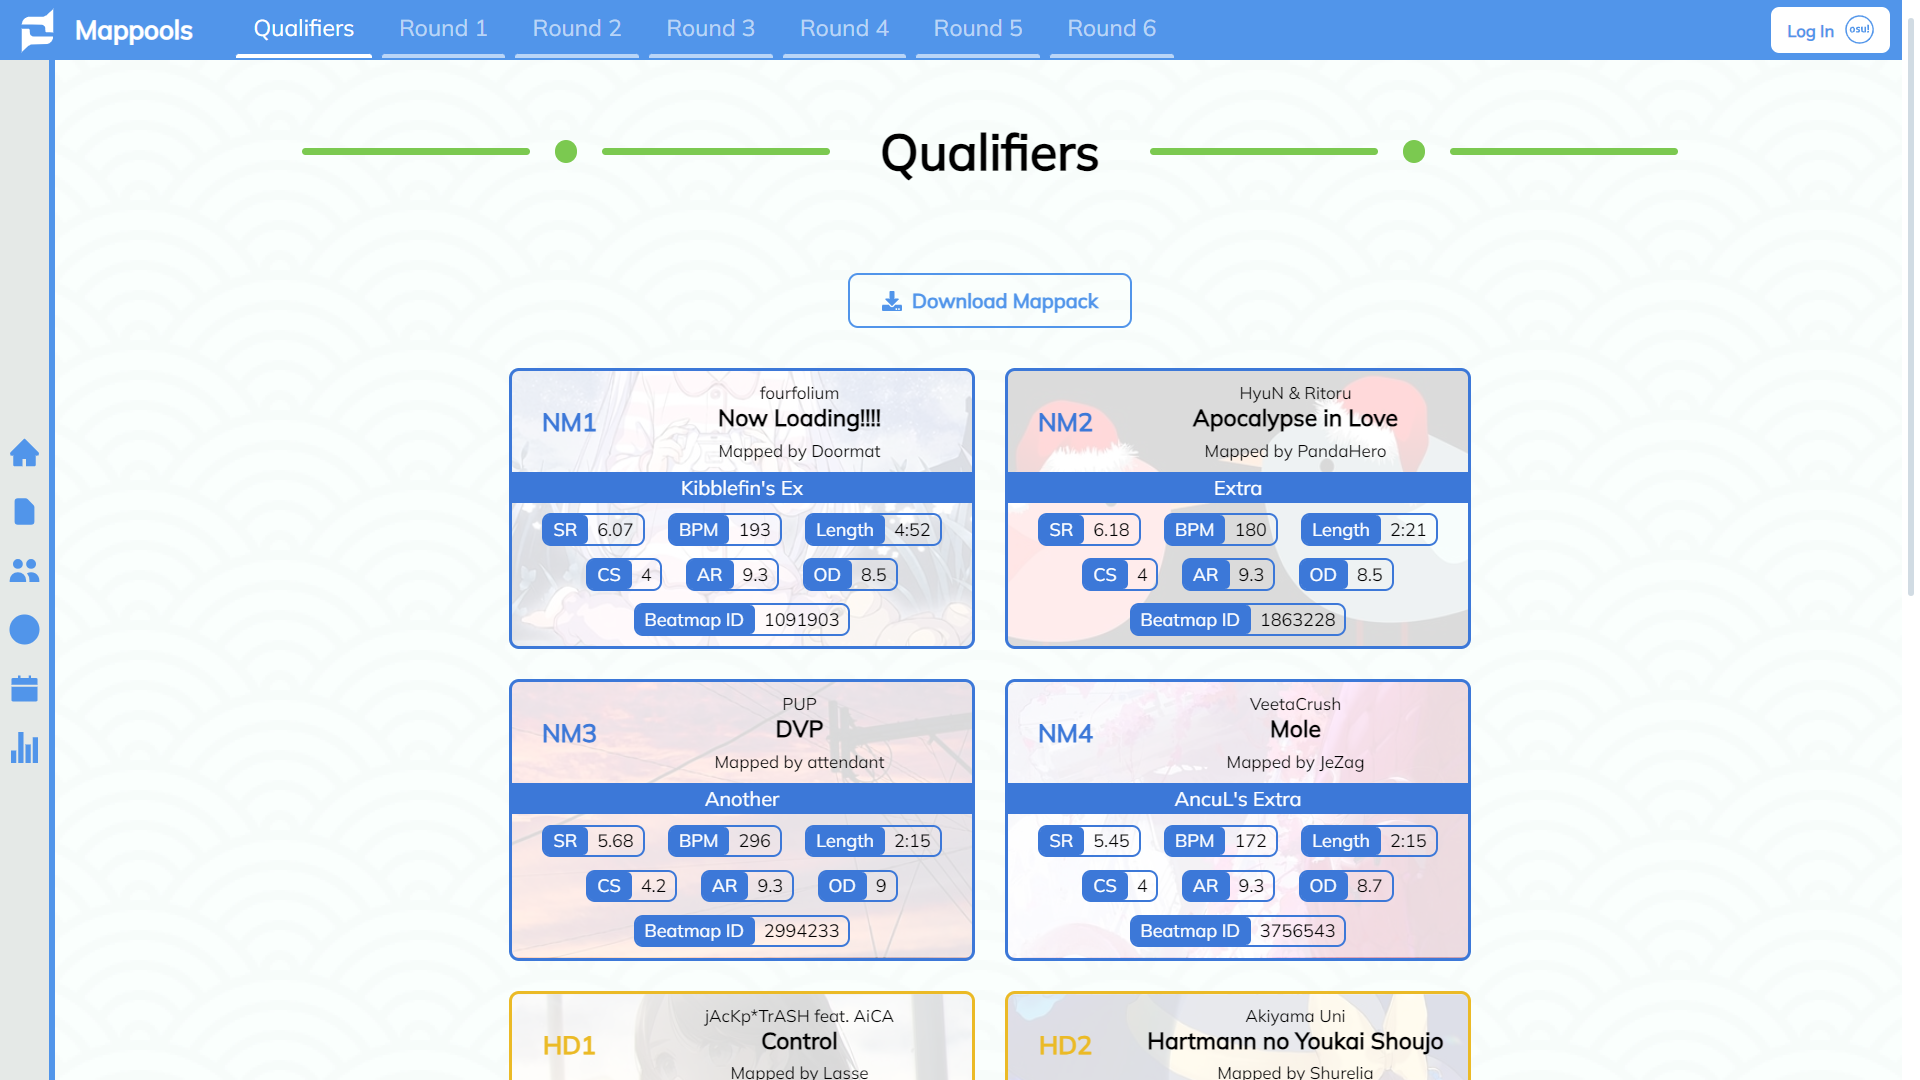 Mappools
Qualifiers
Round 1
Round 2
Round 3
Round 4
Round 5
Round 6
Log In
osu!
Qualifiers
Download Mappack
NM1
fourfolium
Now Loading!!!!
Mapped by Doormat
Kibblefin's Ex
SR 6.07 BPM 193 Length 4:52
CS 4 AR 9.3 OD 8.5
Beatmap ID 1091903
NM2
HyuN & Ritoru
Apocalypse in Love
Mapped by PandaHero
Extra
SR 6.18 BPM 180 Length 2:21
CS 4 AR 9.3 OD 8.5
Beatmap ID 1863228
NM3
PUP
DVP
Mapped by attendant
Another
SR 5.68 BPM 296 Length 2:15
CS 4.2 AR 9.3 OD 9
Beatmap ID 2994233
NM4
VeetaCrush
Mole
Mapped by JeZag
AncuL's Extra
SR 5.45 BPM 172 Length 2:15
CS 4 AR 9.3 OD 8.7
Beatmap ID 3756543
HD1
jAcKp*TrASH feat. AiCA
Control
Mapped by Lasse
HD2
Akiyama Uni
Hartmann no Youkai Shoujo
Mapped by Shurelia